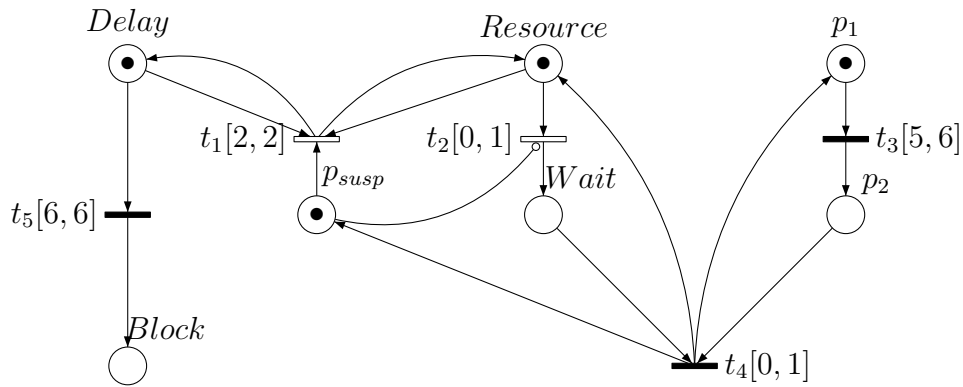 Delay
Resource
p₁
t₁[2, 2]
t₂[0, 1]
t₃[5, 6]
p_susp
Wait
p₂
t₅[6, 6]
Block
t₄[0, 1]